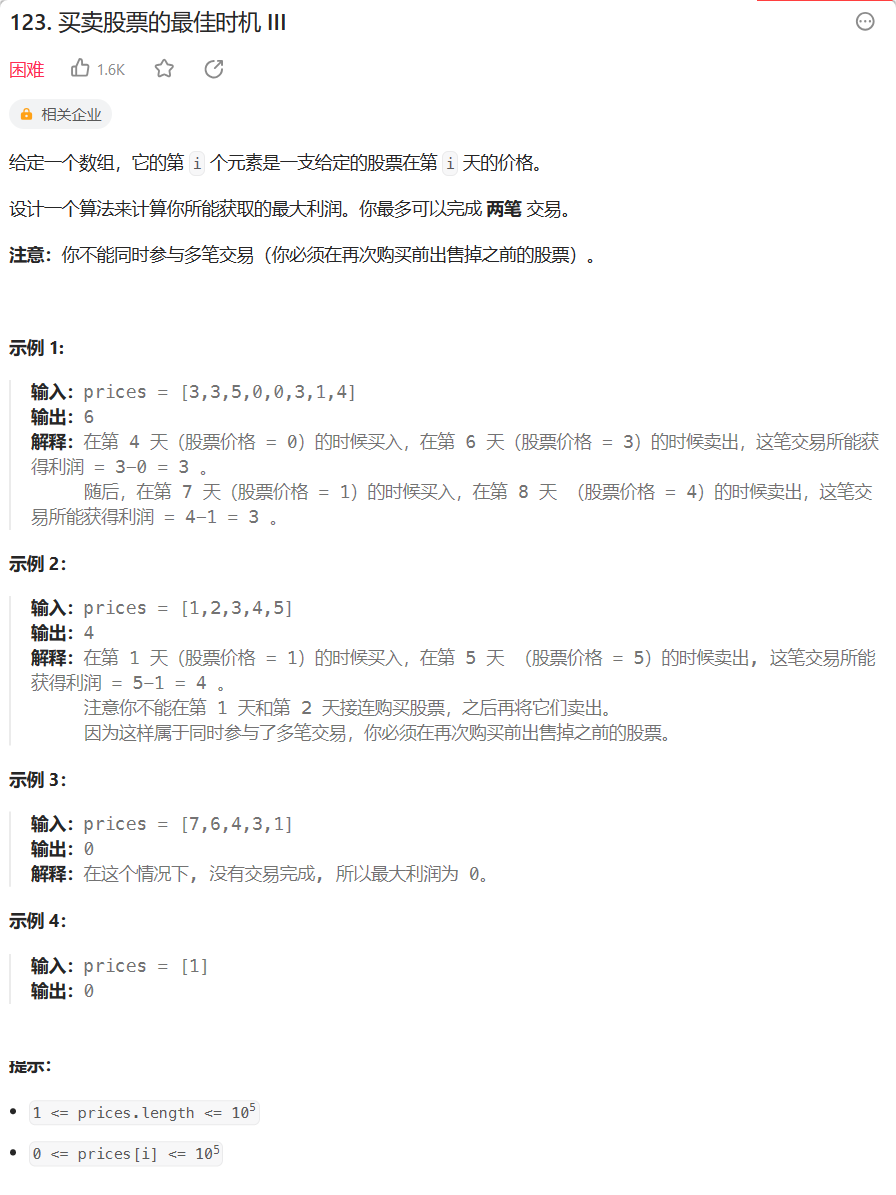 123. 买卖股票的最佳时机 III
困难 1.6K
相关企业
给定一个数组，它的第 i 个元素是一支给定的股票在第 i 天的价格。
设计一个算法来计算你所能获取的最大利润。你最多可以完成 两笔 交易。
注意：你不能同时参与多笔交易（你必须在再次购买前出售掉之前的股票）。
示例 1:
输入：prices = [3,3,5,0,0,3,1,4]
输出：6
解释：在第 4 天（股票价格 = 0）的时候买入，在第 6 天（股票价格 = 3）的时候卖出，这笔交易所能获
得利润 = 3-0 = 3 。
随后，在第 7 天（股票价格 = 1）的时候买入，在第 8 天 （股票价格 = 4）的时候卖出，这笔交
易所能获得利润 = 4-1 = 3 。
示例 2：
输入：prices = [1,2,3,4,5]
输出：4
解释：在第 1 天（股票价格 = 1）的时候买入，在第 5 天 （股票价格 = 5）的时候卖出, 这笔交易所能
获得利润 = 5-1 = 4 。
注意你不能在第 1 天和第 2 天接连购买股票，之后再将它们卖出。
因为这样属于同时参与了多笔交易，你必须在再次购买前出售掉之前的股票。
示例 3：
输入：prices = [7,6,4,3,1]
输出：0
解释：在这个情况下, 没有交易完成, 所以最大利润为 0。
示例 4：
输入：prices = [1]
输出：0
提示：
1 <= prices.length <= 10⁵
0 <= prices[i] <= 10⁵